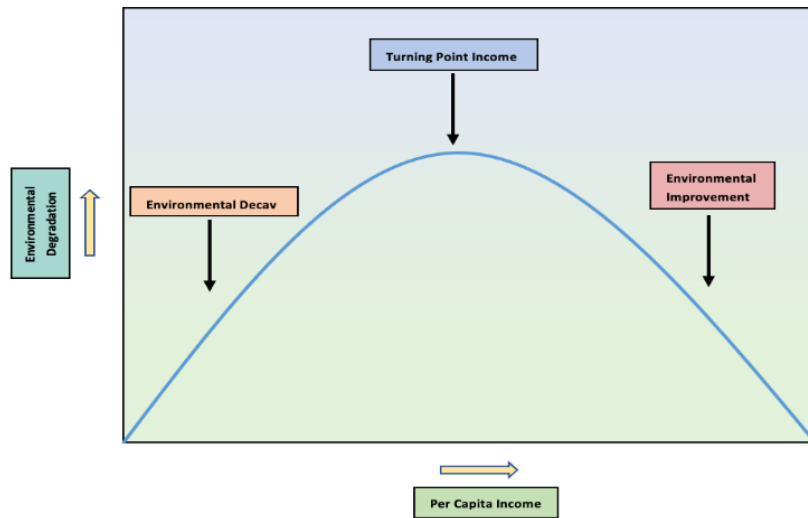 Turning Point Income
Environmental
Improvement
Environmental Decav
Environmental
Degradation
Per Capita Income